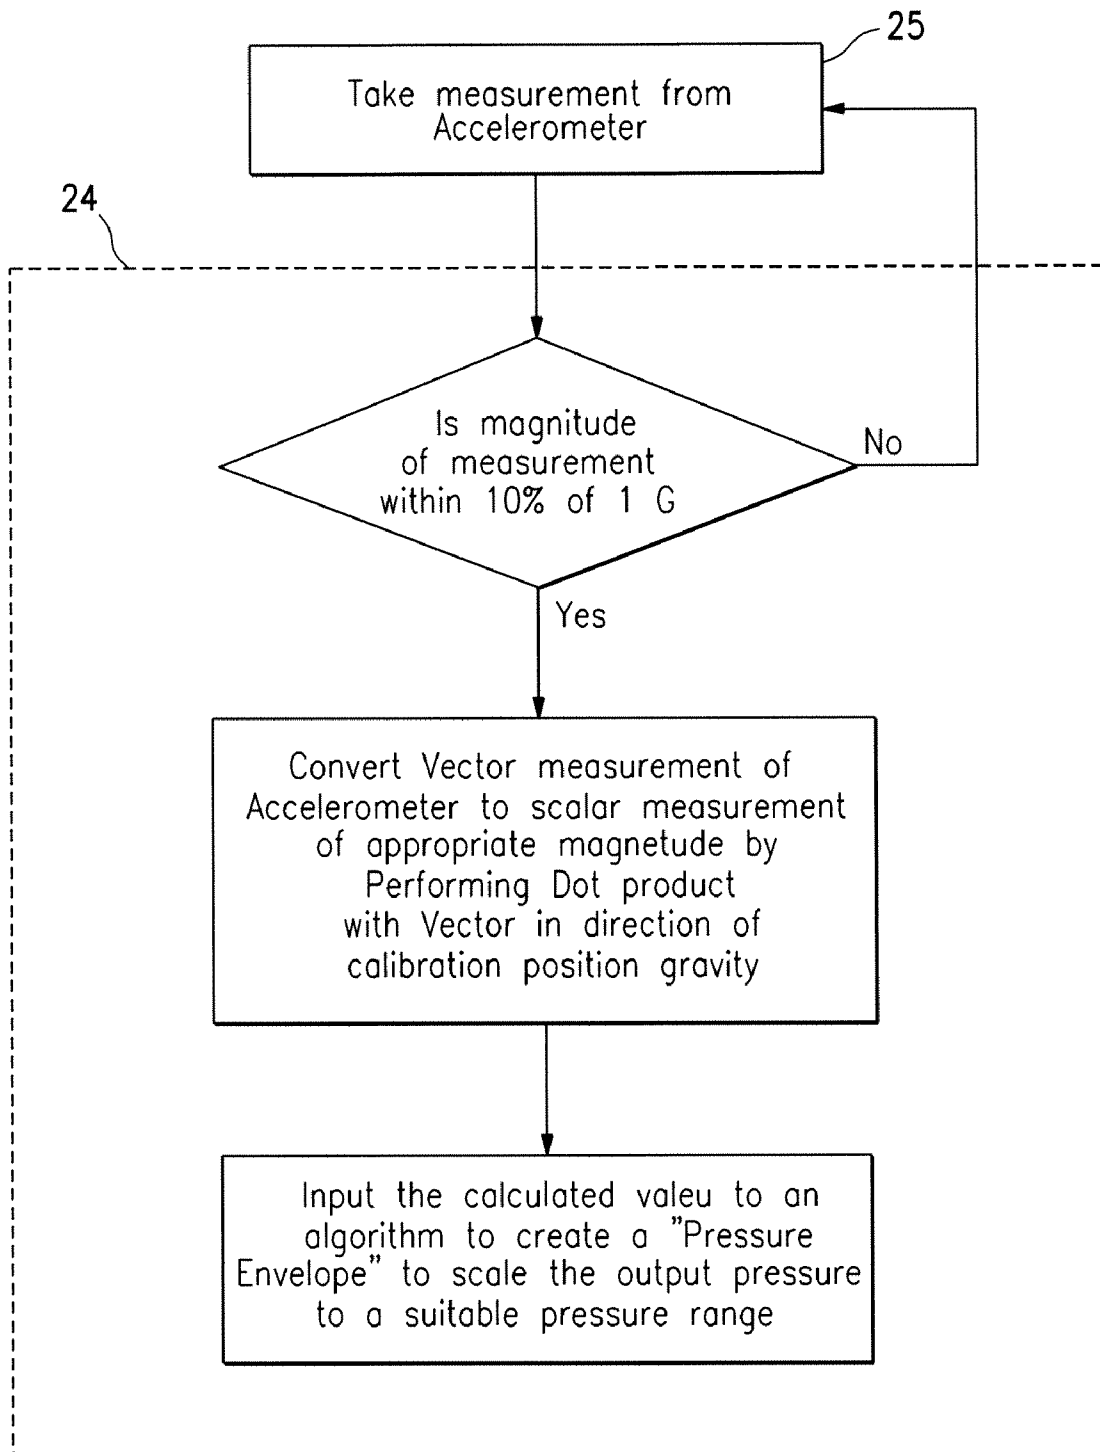 25
Take measurement from
Accelerometer
24
Is magnitude
of measurement
within 10% of 1 G
No
Yes
Convert Vector measurement of
Accelerometer to scalar measurement
of appropriate magnetude by
Performing Dot product
with Vector in direction of
calibration position gravity
Input the calculated valeu to an
algorithm to create a "Pressure
Envelope" to scale the output pressure
to a suitable pressure range